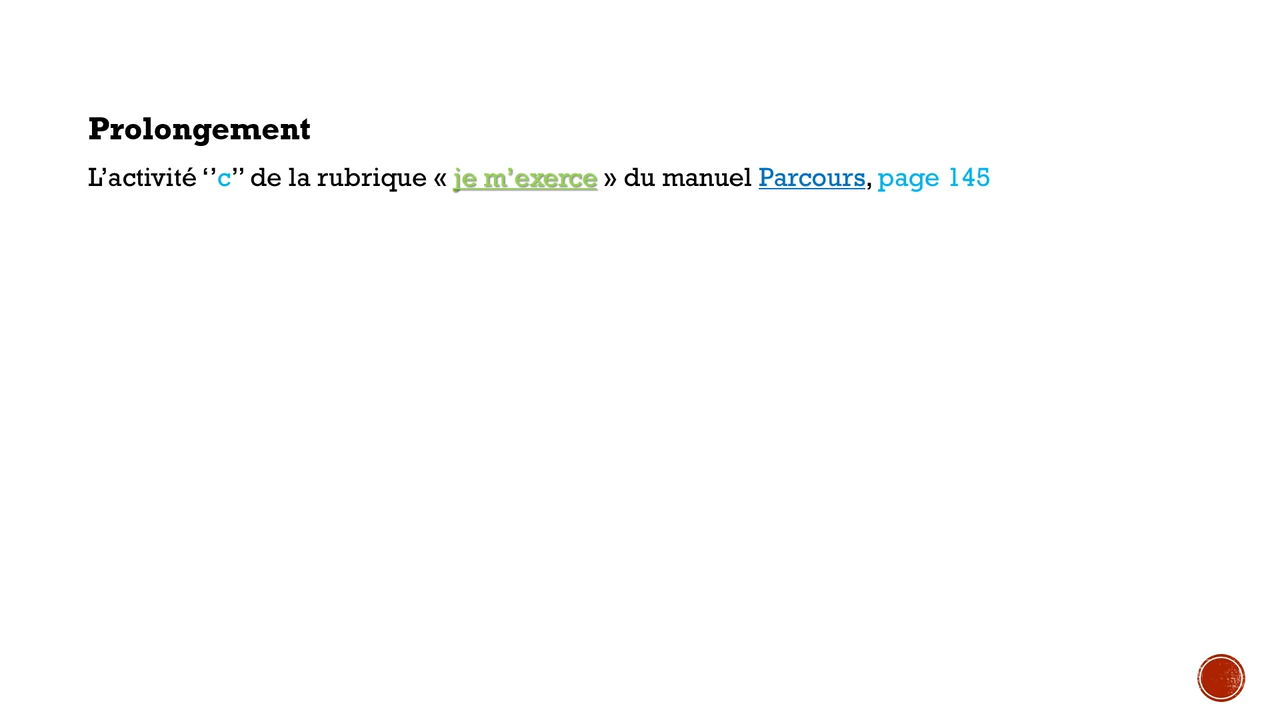 Prolongement
L’activité ‘’c’’ de la rubrique « je m’exerce » du manuel Parcours, page 145